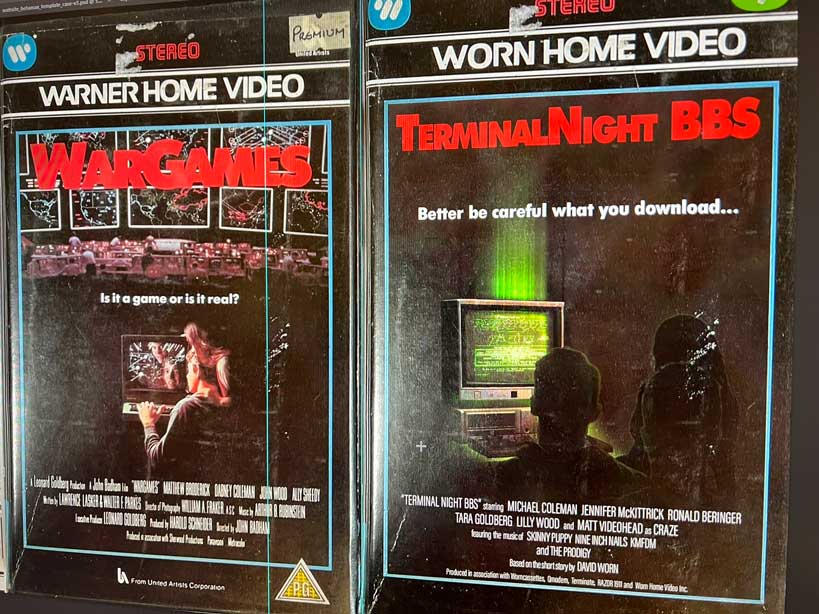 STEREO
PREMIUM
United Artists
WARNER HOME VIDEO
WARGAMES
Is it a game or is it real?
A Leonard Goldberg Production A John Badham Film "WARGAMES" MATTHEW BRODERICK DABNEY COLEMAN JOHN WOOD ALLY SHEEDY
Written by LAWRENCE LASKER & WALTER F. PARKES Director of Photography WILLIAM A. FRAKER A.S.C. Music by ARTHUR B. RUBINSTEIN
Executive Producer LEONARD GOLDBERG Produced by HAROLD SCHNEIDER Directed by JOHN BADHAM
Produced in association with Sherwood Productions
From United Artists Corporation
PG
STEREO
WORN HOME VIDEO
TERMINALNIGHT BBS
Better be careful what you download...
"TERMINAL NIGHT BBS" starring MICHAEL COLEMAN JENNIFER McKITTRICK RONALD BERINGER
TARA GOLDBERG LILLY WOOD and MATT VIDEOHEAD as CRAZE
featuring the music of SKINNY PUPPY NINE INCH NAILS KMFDM
and THE PRODIGY
Based on the short story by DAVID WORN
Produced in association with Worncassettes, Qmodem, Terminate, RAZOR 1911 and Worn Home Video Inc.